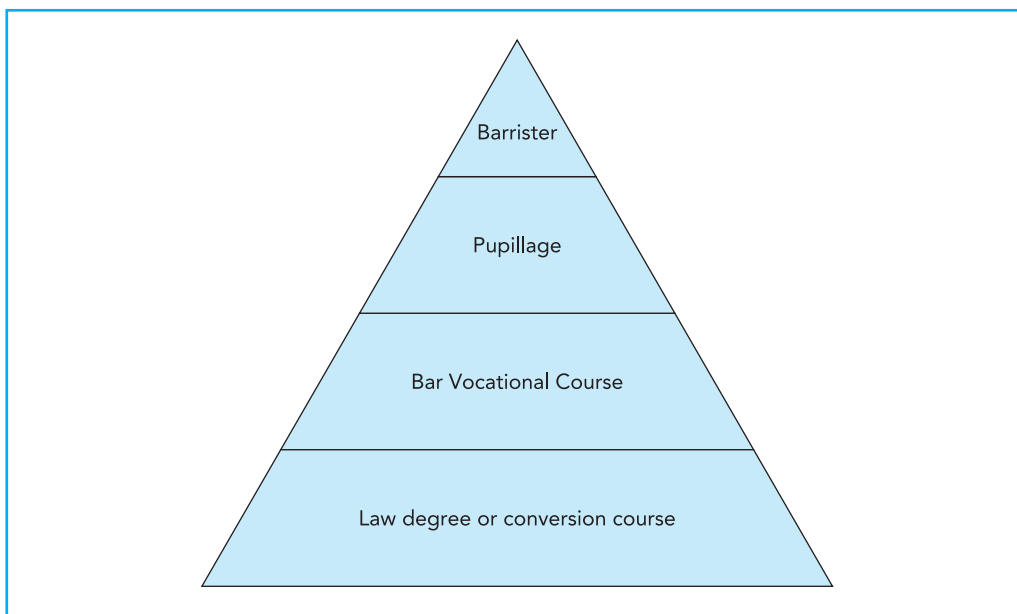 Barrister
Pupillage
Bar Vocational Course
Law degree or conversion course